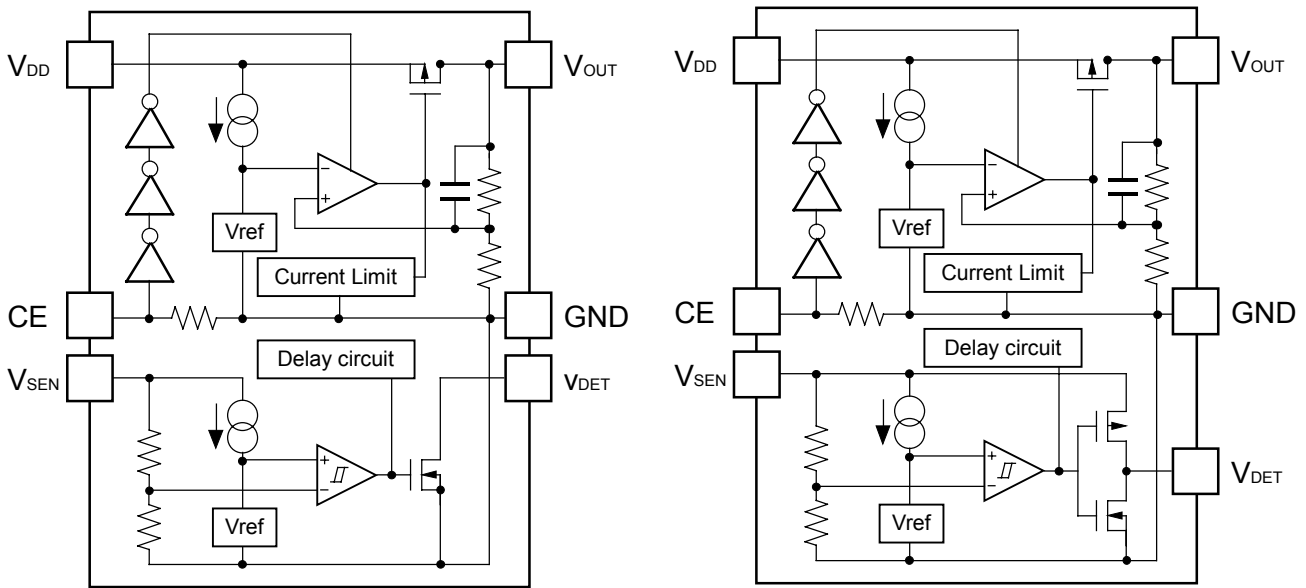 VDD
VOUT
Vref
Current Limit
CE
GND
VSEN
Delay circuit
vDET
Vref
VDD
VOUT
Vref
Current Limit
CE
GND
Delay circuit
VSEN
VDET
Vref